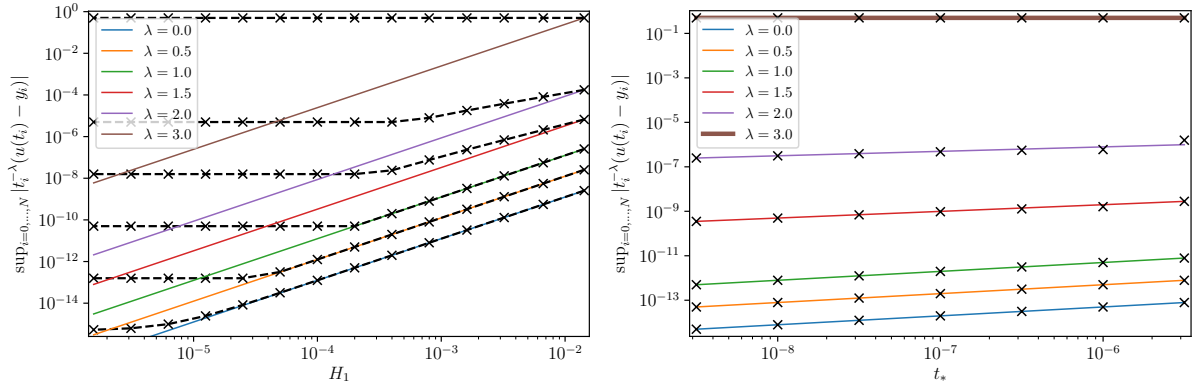 sup_{i=0,...,N} |t_i^{-λ}(u(t_i) − y_i)|
10^0
10^{-2}
10^{-4}
10^{-6}
10^{-8}
10^{-10}
10^{-12}
10^{-14}
λ = 0.0
λ = 0.5
λ = 1.0
λ = 1.5
λ = 2.0
λ = 3.0
10^{-5}
10^{-4}
10^{-3}
10^{-2}
H_1
sup_{i=0,...,N} |t_i^{-λ}(u(t_i) − y_i)|
10^{-1}
10^{-3}
10^{-5}
10^{-7}
10^{-9}
10^{-11}
10^{-13}
λ = 0.0
λ = 0.5
λ = 1.0
λ = 1.5
λ = 2.0
λ = 3.0
10^{-8}
10^{-7}
10^{-6}
t_*